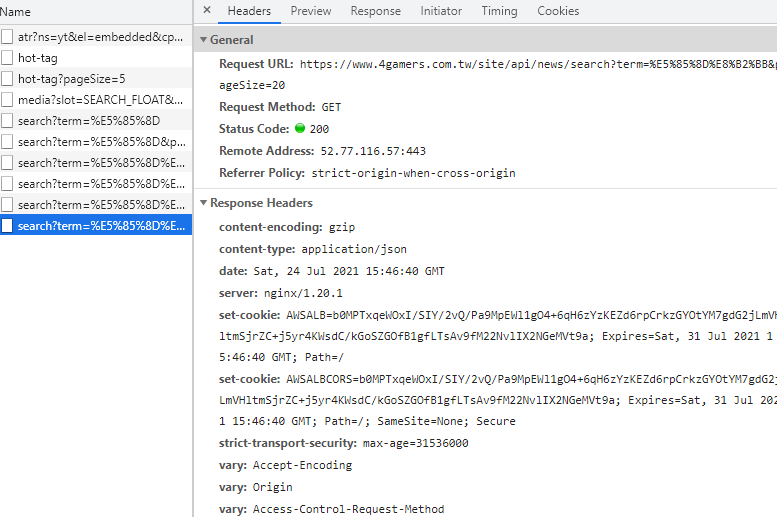 Name
× Headers Preview Response Initiator Timing Cookies
atr?ns=yt&el=embedded&cp...
hot-tag
hot-tag?pageSize=5
media?slot=SEARCH_FLOAT&...
search?term=%E5%85%8D
search?term=%E5%85%8D&p...
search?term=%E5%85%8D%E...
search?term=%E5%85%8D%E...
search?term=%E5%85%8D%E...
search?term=%E5%85%8D%E...
▼ General
Request URL: https://www.4gamers.com.tw/site/api/news/search?term=%E5%85%8D%E8%B2%BB&p
ageSize=20
Request Method: GET
Status Code: 200
Remote Address: 52.77.116.57:443
Referrer Policy: strict-origin-when-cross-origin
▼ Response Headers
content-encoding: gzip
content-type: application/json
date: Sat, 24 Jul 2021 15:46:40 GMT
server: nginx/1.20.1
set-cookie: AWSALB=b0MPTxqeWOxI/SIY/2vQ/Pa9MpEWl1gO4+6qH6zYzKEZd6rpCrkzGYOtYM7gdG2jLmVH
ltmSjrZC+j5yr4KWsdC/kGoSZGOfB1gfLTsAv9fM22NvlIX2NGeMVt9a; Expires=Sat, 31 Jul 2021 1
5:46:40 GMT; Path=/
set-cookie: AWSALBCORS=b0MPTxqeWOxI/SIY/2vQ/Pa9MpEWl1gO4+6qH6zYzKEZd6rpCrkzGYOtYM7gdG2j
LmVHltmSjrZC+j5yr4KWsdC/kGoSZGOfB1gfLTsAv9fM22NvlIX2NGeMVt9a; Expires=Sat, 31 Jul 202
1 15:46:40 GMT; Path=/; SameSite=None; Secure
strict-transport-security: max-age=31536000
vary: Accept-Encoding
vary: Origin
vary: Access-Control-Request-Method